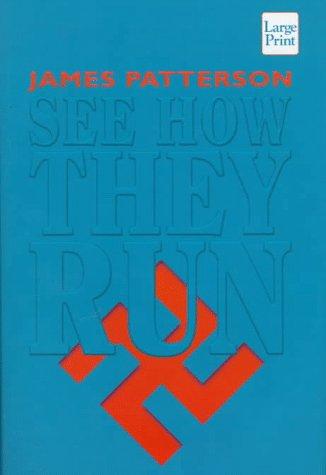 Large
Print
JAMES PATTERSON
SEE HOW
THEY
RUN